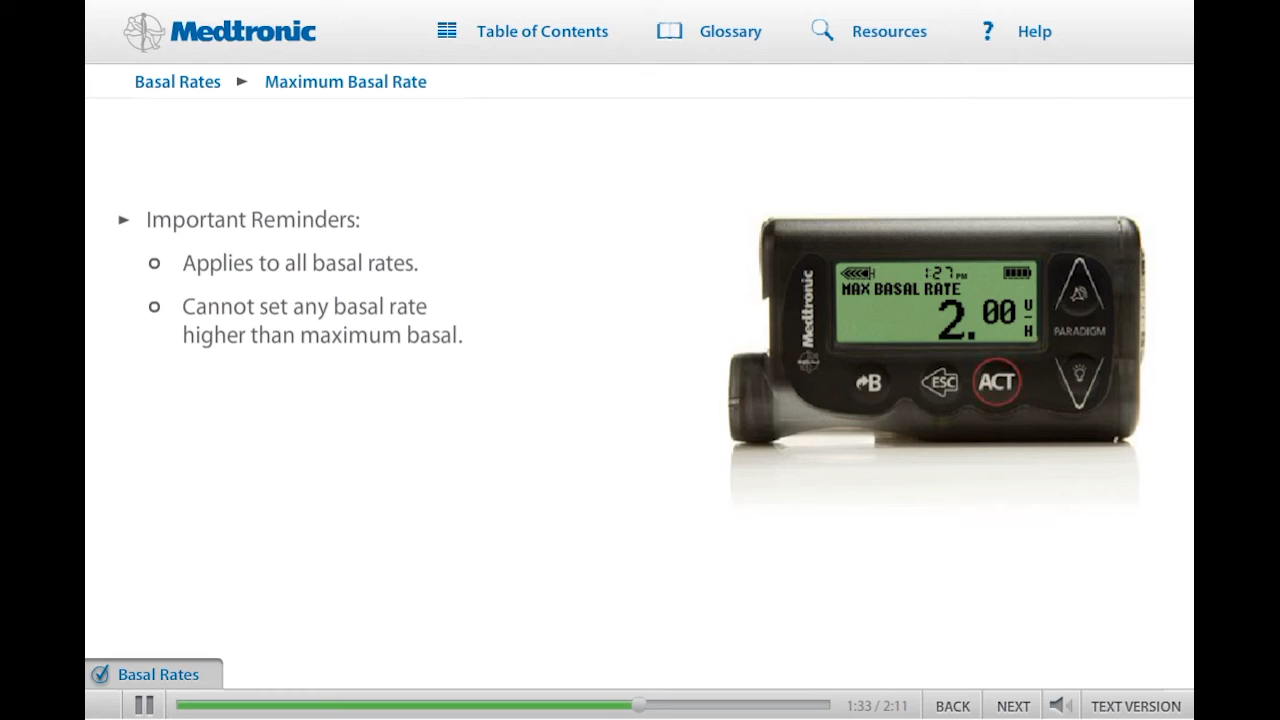 Medtronic
Table of Contents
Glossary
Resources
? Help
Basal Rates ► Maximum Basal Rate
► Important Reminders:
o Applies to all basal rates.
o Cannot set any basal rate
higher than maximum basal.
Medtronic
1:27 PM
MAX BASAL RATE
2.00 U/H
PARADIGM
B
ESC
ACT
Basal Rates
1:33 / 2:11
BACK
NEXT
TEXT VERSION